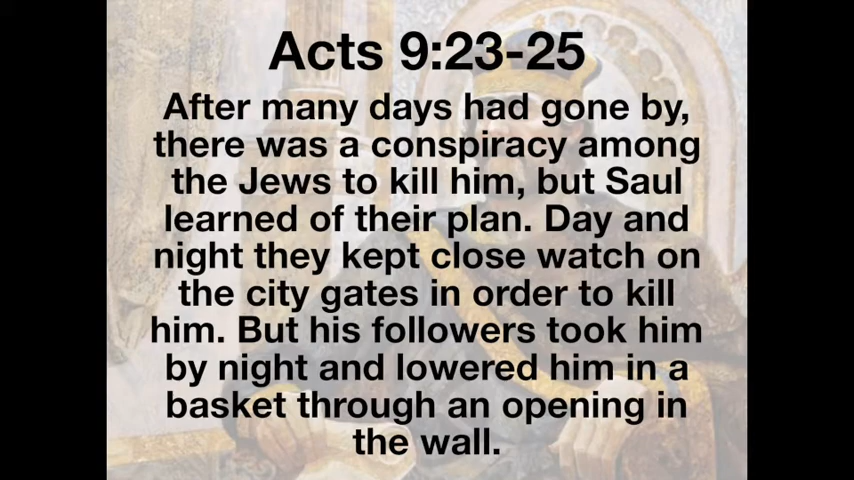 Acts 9:23-25
After many days had gone by,
there was a conspiracy among
the Jews to kill him, but Saul
learned of their plan. Day and
night they kept close watch on
the city gates in order to kill
him. But his followers took him
by night and lowered him in a
basket through an opening in
the wall.